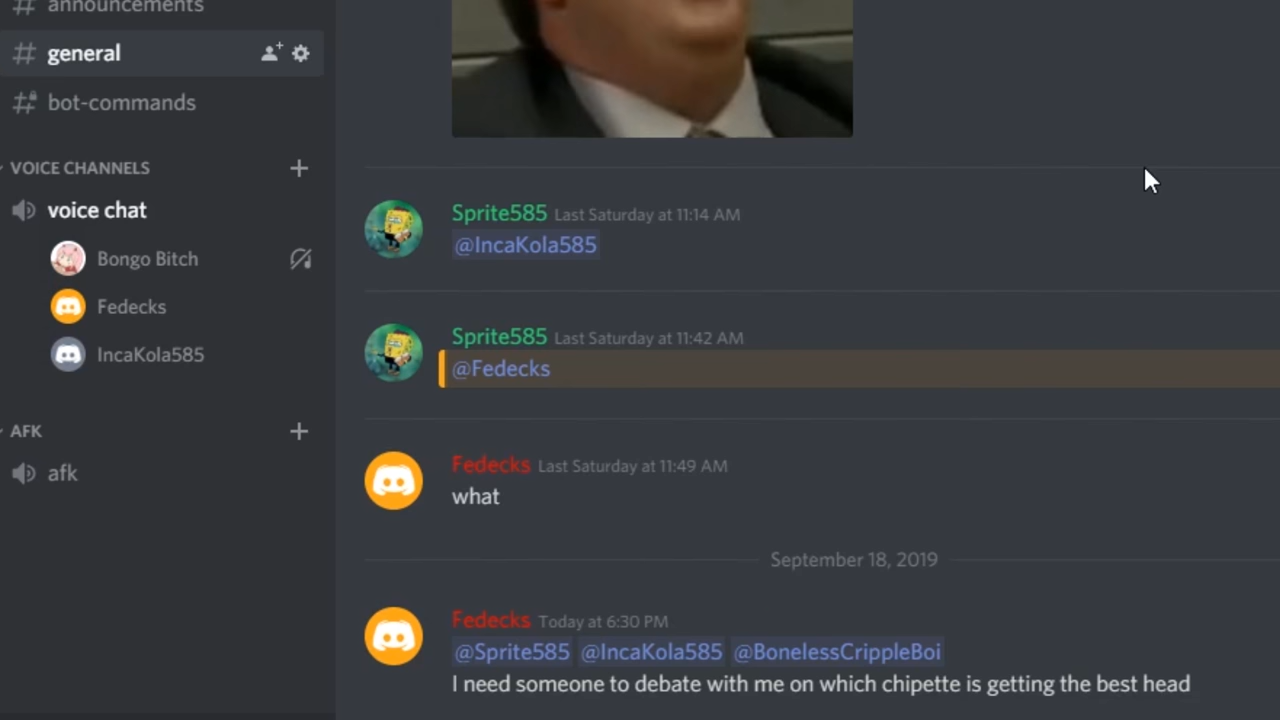 announcements
general
bot-commands
VOICE CHANNELS
voice chat
Bongo Bitch
Fedecks
IncaKola585
AFK
afk
Sprite585 Last Saturday at 11:14 AM
@IncaKola585
Sprite585 Last Saturday at 11:42 AM
@Fedecks
Fedecks Last Saturday at 11:49 AM
what
September 18, 2019
Fedecks Today at 6:30 PM
@Sprite585 @IncaKola585 @BonelessCrippleBoi
I need someone to debate with me on which chipette is getting the best head